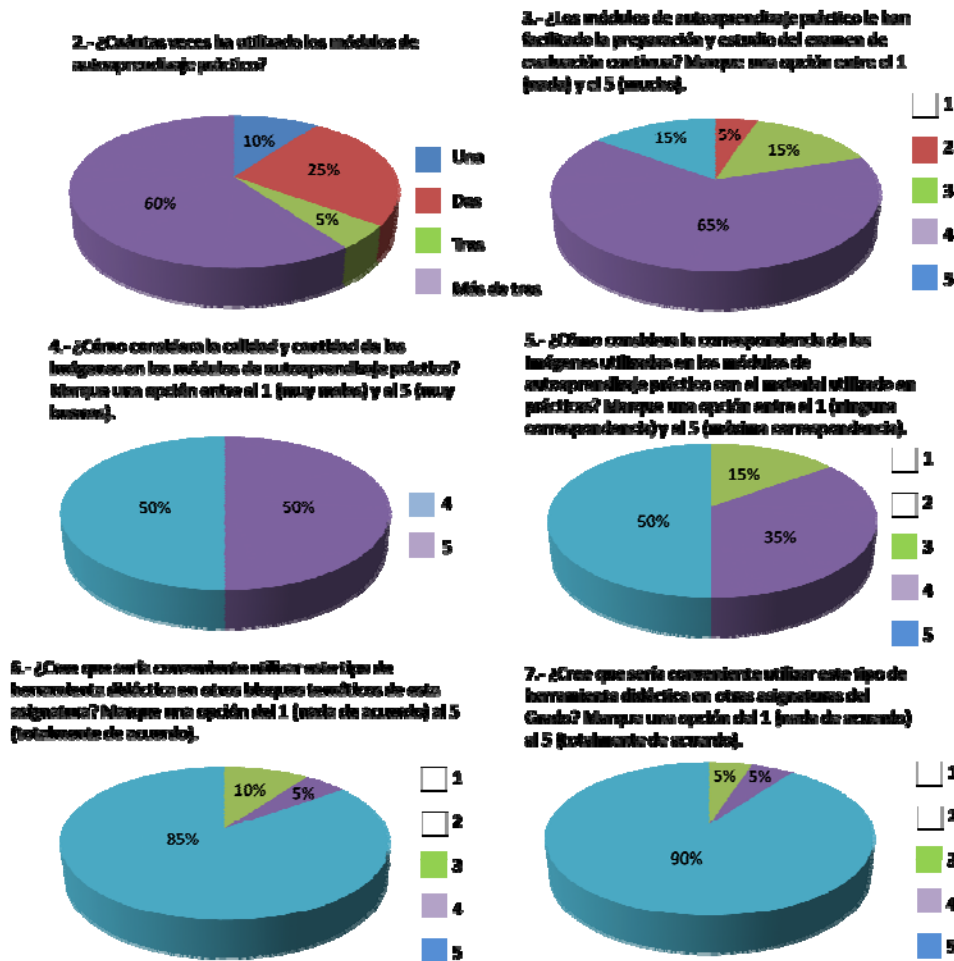 2.- ¿Cuántas veces ha utilizado los módulos de
autoaprendizaje práctico?
10%
25%
5%
60%
Una
Dos
Tres
Más de tres
3.- ¿Los módulos de autoaprendizaje práctico le han
facilitado la preparación y estudio del examen de
evaluación continua? Marque una opción entre el 1
(nada) y el 5 (mucho).
15%
5%
15%
65%
1
2
3
4
5
4.- ¿Cómo considera la calidad y cantidad de las
imágenes en los módulos de autoaprendizaje práctico?
Marque una opción entre el 1 (muy malas) y el 5 (muy
buenas).
50%
50%
4
5
5.- ¿Cómo considera la correspondencia de las
imágenes utilizadas en los módulos de
autoaprendizaje práctico con el material utilizado en
prácticas? Marque una opción entre el 1 (ninguna
correspondencia) y el 5 (máxima correspondencia).
15%
50%
35%
1
2
3
4
5
6.- ¿Cree que sería conveniente utilizar este tipo de
herramienta didáctica en otros bloques temáticos de esta
asignatura? Marque una opción del 1 (nada de acuerdo) al 5
(totalmente de acuerdo).
10%
5%
85%
1
2
3
4
5
7.- ¿Cree que sería conveniente utilizar este tipo de
herramienta didáctica en otras asignaturas del
Grado? Marque una opción del 1 (nada de acuerdo)
al 5 (totalmente de acuerdo).
5%
5%
90%
1
2
3
4
5